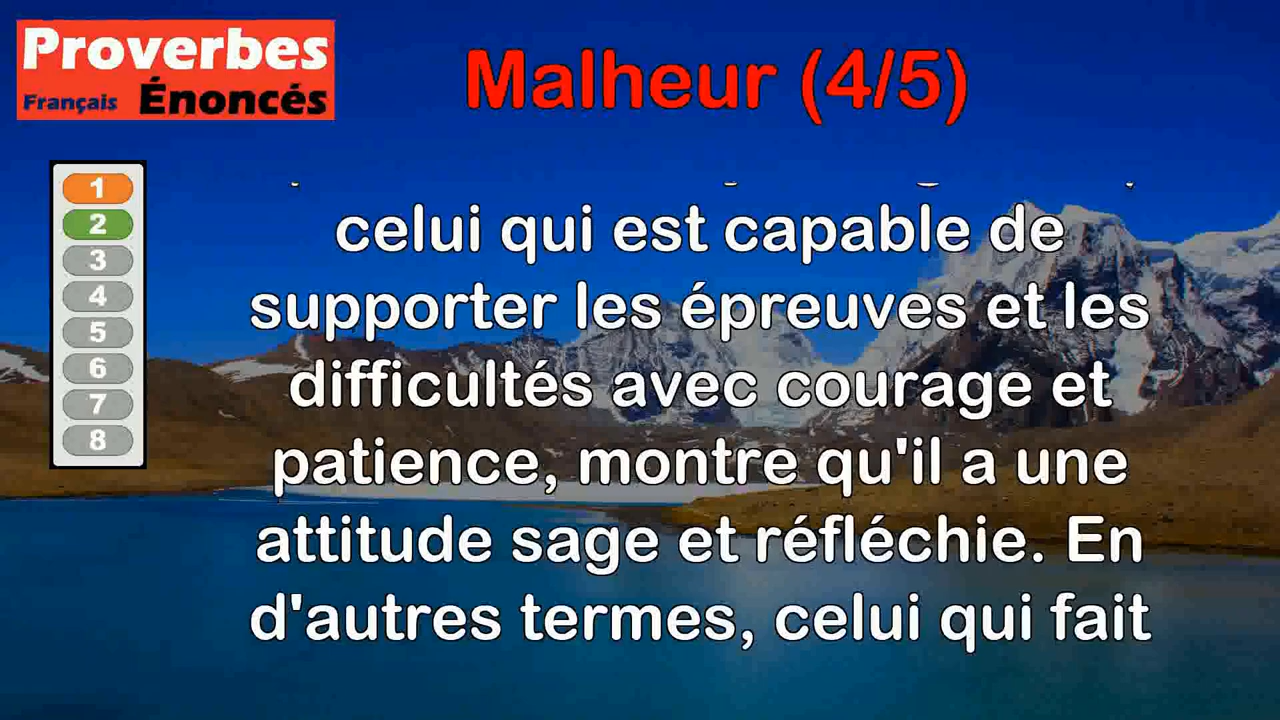 Proverbes
Français Énoncés
Malheur (4/5)
1
2
3
4
5
6
7
8
celui qui est capable de
supporter les épreuves et les
difficultés avec courage et
patience, montre qu'il a une
attitude sage et réfléchie. En
d'autres termes, celui qui fait